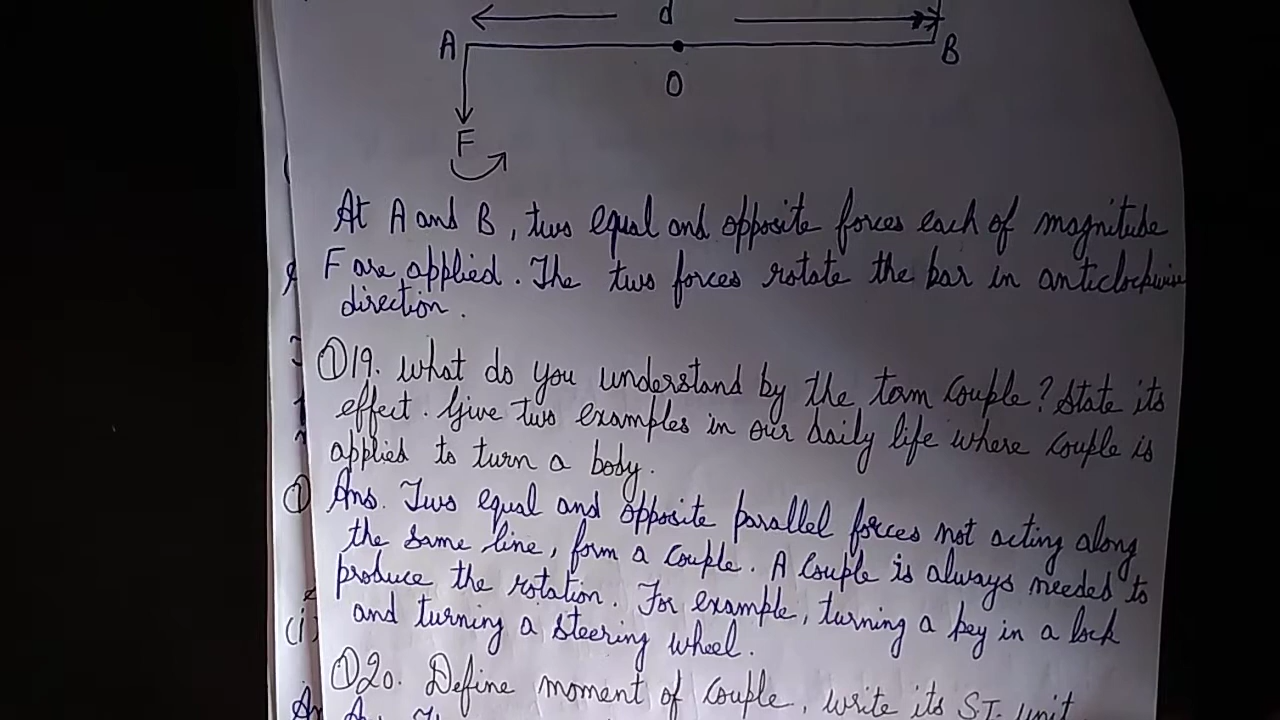 d
A
B
O
F
At A and B, two equal and opposite forces each of magnitude
F are applied. The two forces rotate the bar in anticlockwise
direction.
Q19. What do you understand by the term couple? State its
effect. Give two examples in our daily life where couple is
applied to turn a body.
Ans. Two equal and opposite parallel forces not acting along
the same line, form a couple. A couple is always needed to
produce the rotation. For example, turning a key in a lock
and turning a steering wheel.
(i)
Q20. Define moment of couple, write its S.I. unit